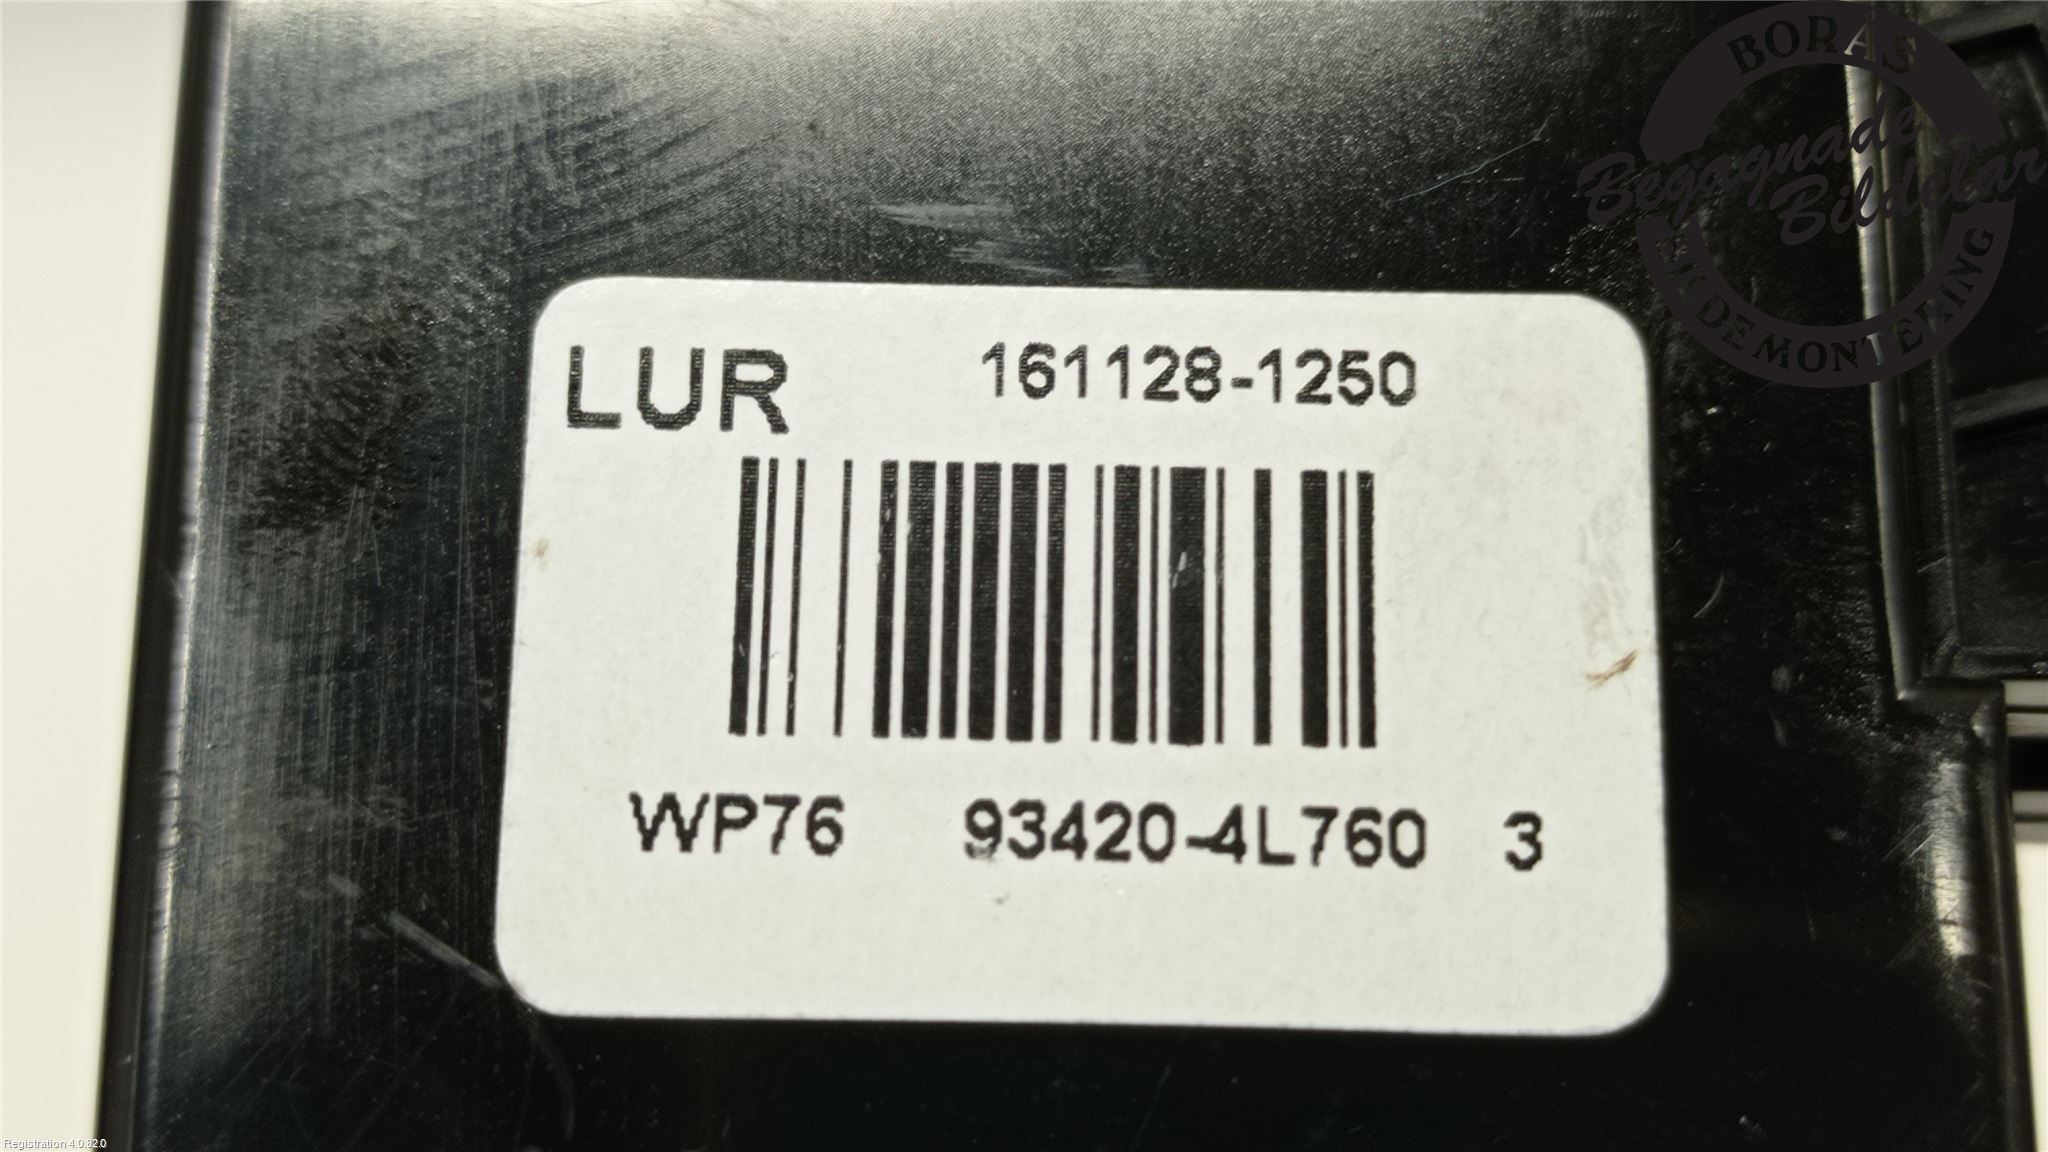 BORÅS
Begagnade
Bildelar
BILDEMONTERING
LUR 161128-1250
WP76 93420-4L760 3
Registration 4.0.82.0